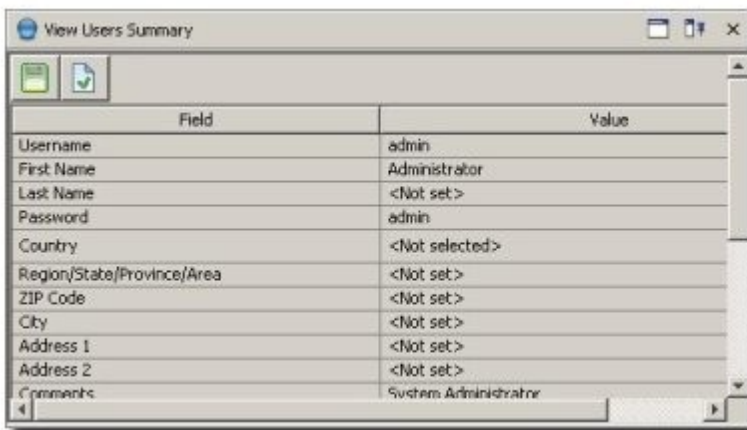 View Users Summary
Field Value
Username admin
First Name Administrator
Last Name <Not set>
Password admin
Country <Not selected>
Region/State/Province/Area <Not set>
ZIP Code <Not set>
City <Not set>
Address 1 <Not set>
Address 2 <Not set>
Comments System Administrator